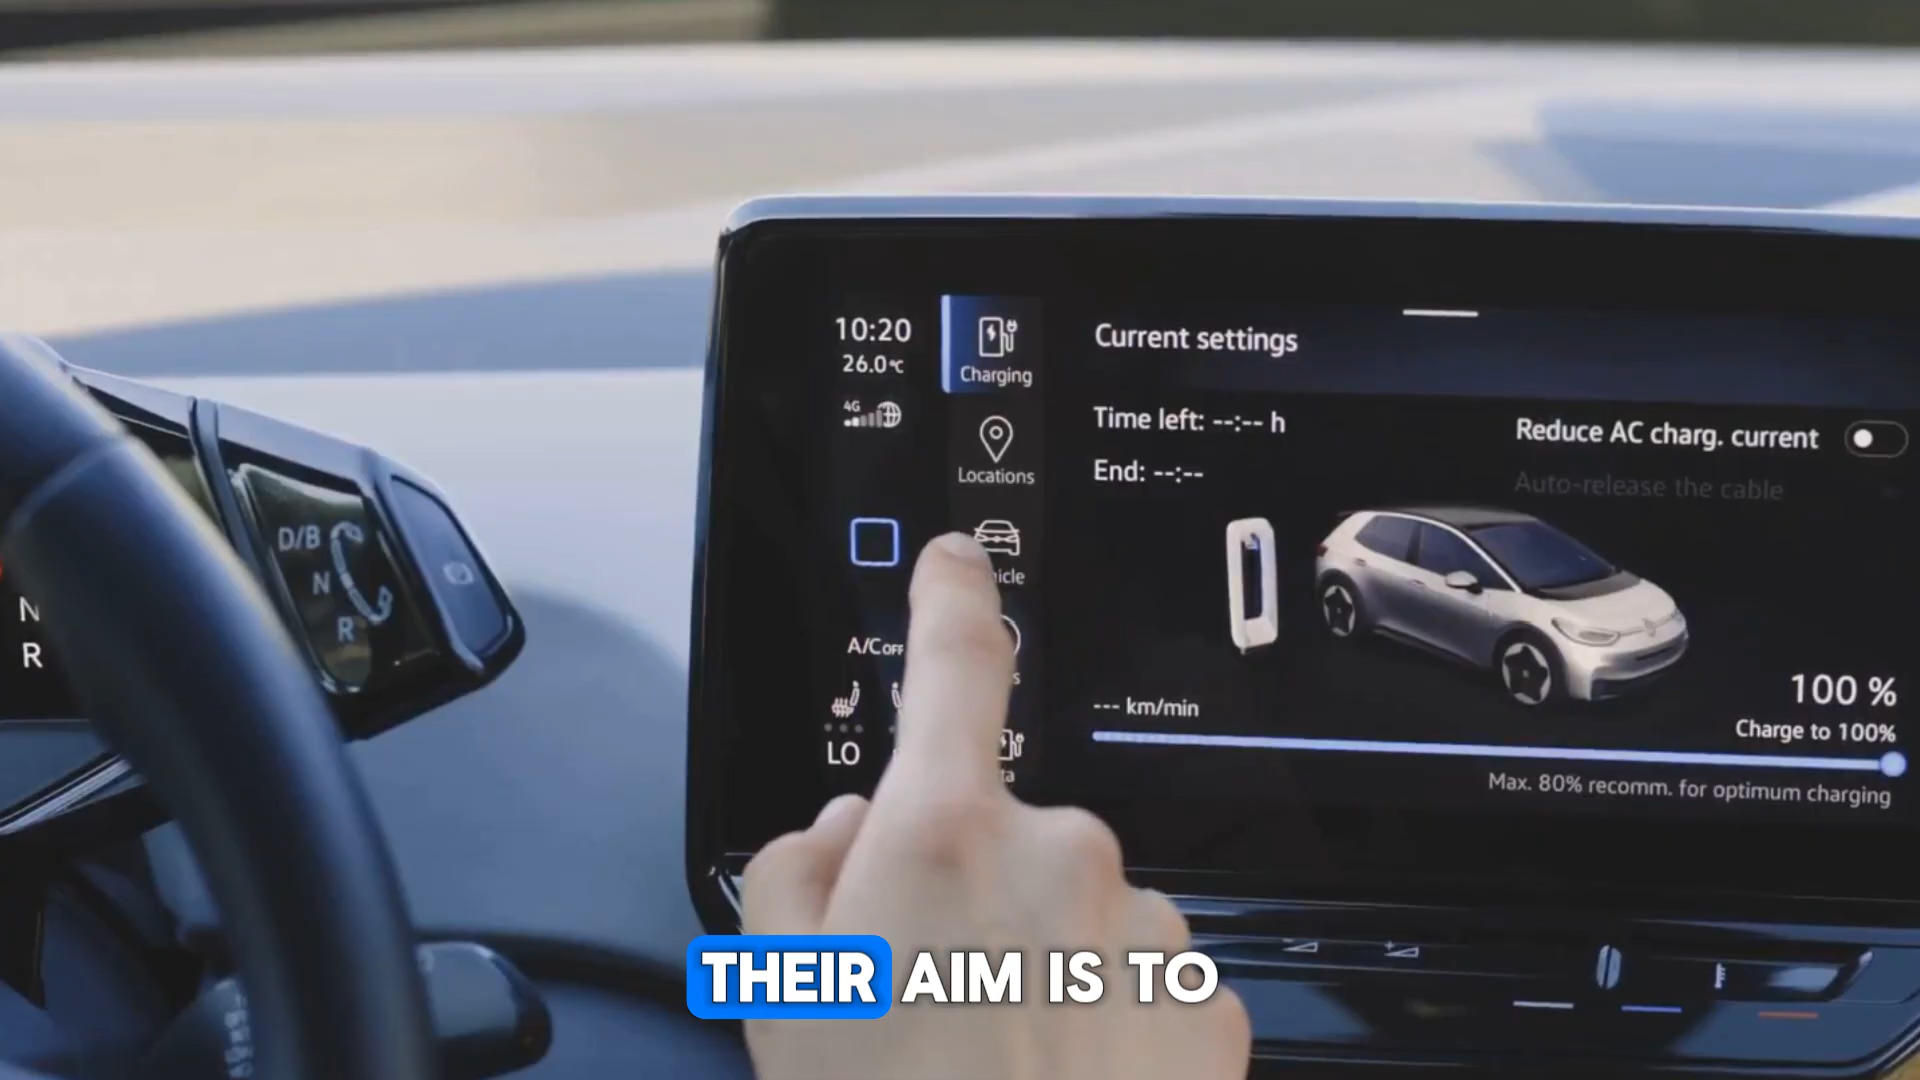 10:20
26.0°C
4G
Charging
Locations
icle
A/C OFF
LO
Current settings
Time left: --:-- h
End: --:--
Reduce AC charg. current
Auto-release the cable
--- km/min
100 %
Charge to 100%
Max. 80% recomm. for optimum charging
D/B
N
R
N
R
THEIR AIM IS TO